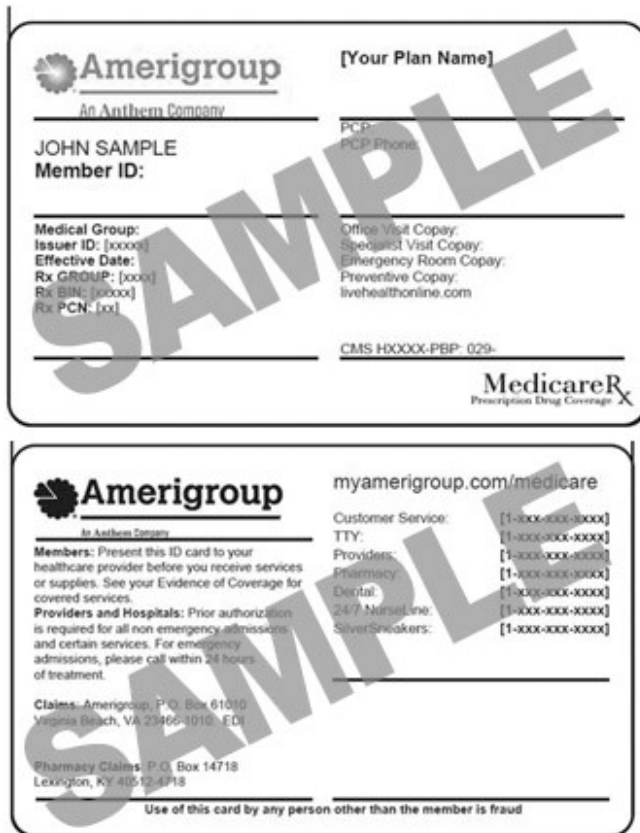 Amerigroup
An Anthem Company
[Your Plan Name]
JOHN SAMPLE
Member ID:
PCP:
PCP Phone:
Medical Group:
Issuer ID: [xxxxx]
Effective Date:
Rx GROUP: [xxxx]
Rx BIN: [xxxxx]
Rx PCN: [xx]
Office Visit Copay:
Specialist Visit Copay:
Emergency Room Copay:
Preventive Copay:
livehealthonline.com
CMS HXXXX-PBP: 029-
MedicareRx
Prescription Drug Coverage
SAMPLE
Amerigroup
An Anthem Company
Members: Present this ID card to your
healthcare provider before you receive services
or supplies. See your Evidence of Coverage for
covered services.
Providers and Hospitals: Prior authorization
is required for all non emergency admissions
and certain services. For emergency
admissions, please call within 24 hours
of treatment.
Claims: Amerigroup, P.O. Box 61010
Virginia Beach, VA 23466-1010 EDI
Pharmacy Claims: P.O. Box 14718
Lexington, KY 40512-4718
myamerigroup.com/medicare
Customer Service: [1-xxx-xxx-xxxx]
TTY: [1-xxx-xxx-xxxx]
Providers: [1-xxx-xxx-xxxx]
Pharmacy: [1-xxx-xxx-xxxx]
Dental: [1-xxx-xxx-xxxx]
24/7 NurseLine: [1-xxx-xxx-xxxx]
SilverSneakers: [1-xxx-xxx-xxxx]
Use of this card by any person other than the member is fraud
SAMPLE